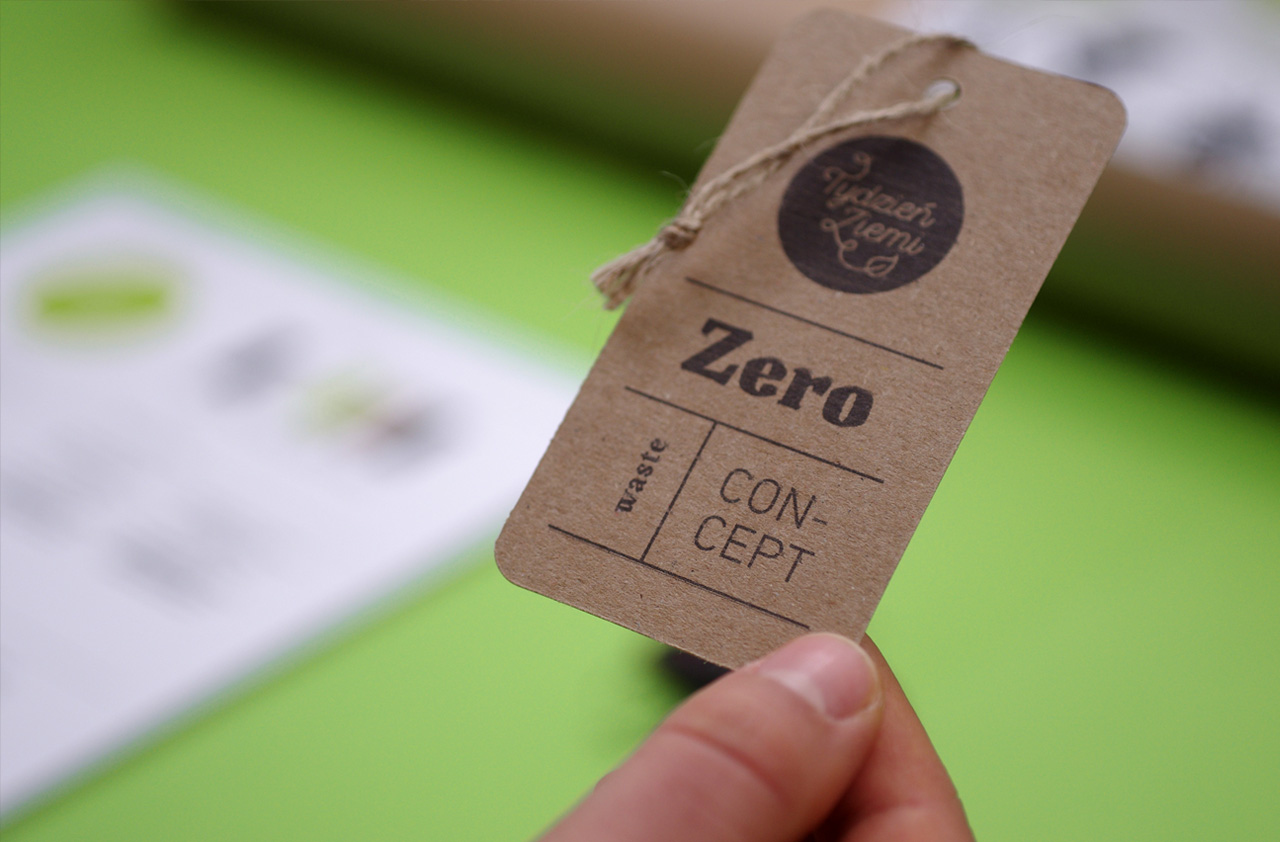 Tydzień
Ziemi
Zero
waste
CON-
CEPT